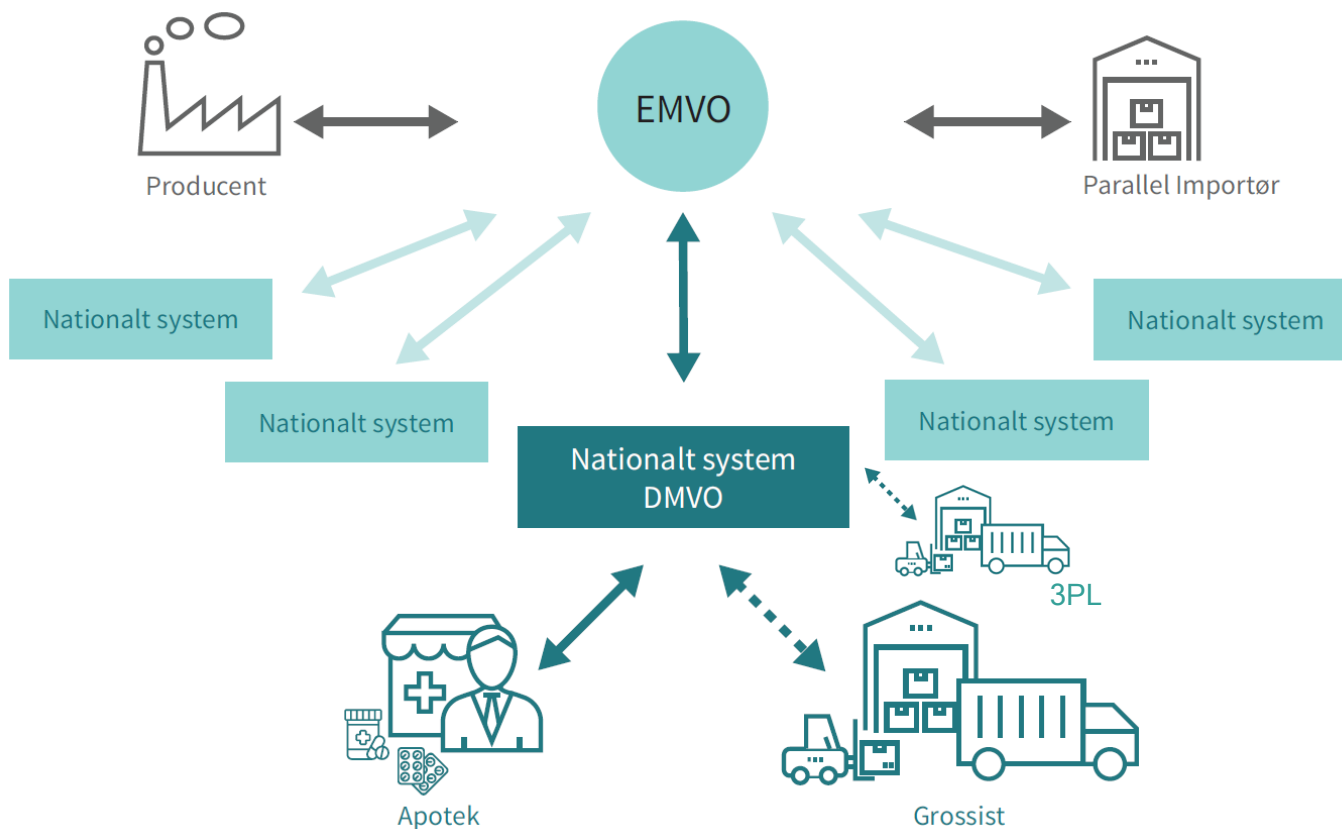 EMVO
Producent
Parallel Importør
Nationalt system
Nationalt system
Nationalt system
Nationalt system
Nationalt system
DMVO
3PL
Apotek
Grossist